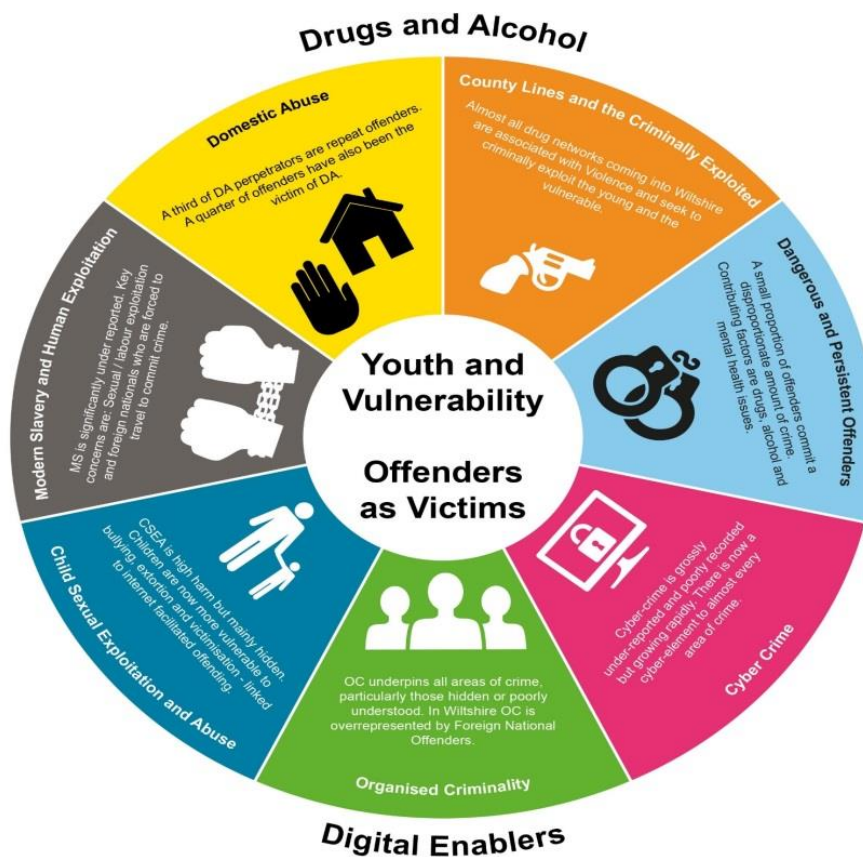 Drugs and Alcohol
Domestic Abuse
A third of DA perpetrators are repeat offenders.
A quarter of offenders have also been the
victim of DA.
County Lines and the Criminally Exploited
Almost all drug networks coming into Wiltshire
are associated with Violence and seek to
criminally exploit the young and the
vulnerable.
Dangerous and Persistent Offenders
A small proportion of offenders commit a
disproportionate amount of crime.
Contributing factors are drugs, alcohol and
mental health issues.
Cyber-crime is grossly
under-reported and poorly recorded
but growing rapidly. There is now a
cyber-element to almost every
area of crime.
Cyber Crime
OC underpins all areas of crime,
particularly those hidden or poorly
understood. In Wiltshire OC is
overrepresented by Foreign National
Offenders.
Organised Criminality
CSEA is high harm but mainly hidden.
Children are now more vulnerable to
bullying, extortion and victimisation - linked
to internet facilitated offending.
Child Sexual Exploitation and Abuse
Modern Slavery and Human Exploitation
MS is significantly under reported. Key
concerns are: Sexual / labour exploitation
and foreign nationals who are forced to
travel to commit crime.
Youth and
Vulnerability
Offenders
as Victims
Digital Enablers